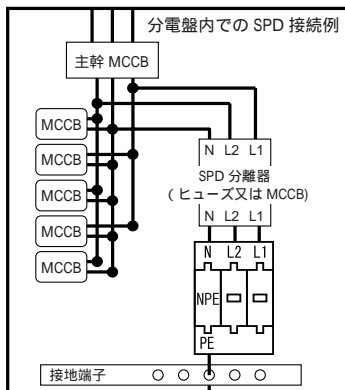 分電盤内での SPD 接続例
主幹 MCCB
MCCB
MCCB
MCCB
MCCB
MCCB
N L2 L1
SPD 分離器
(ヒューズ又は MCCB)
N L2 L1
N L2 L1
NPE
PE
接地端子